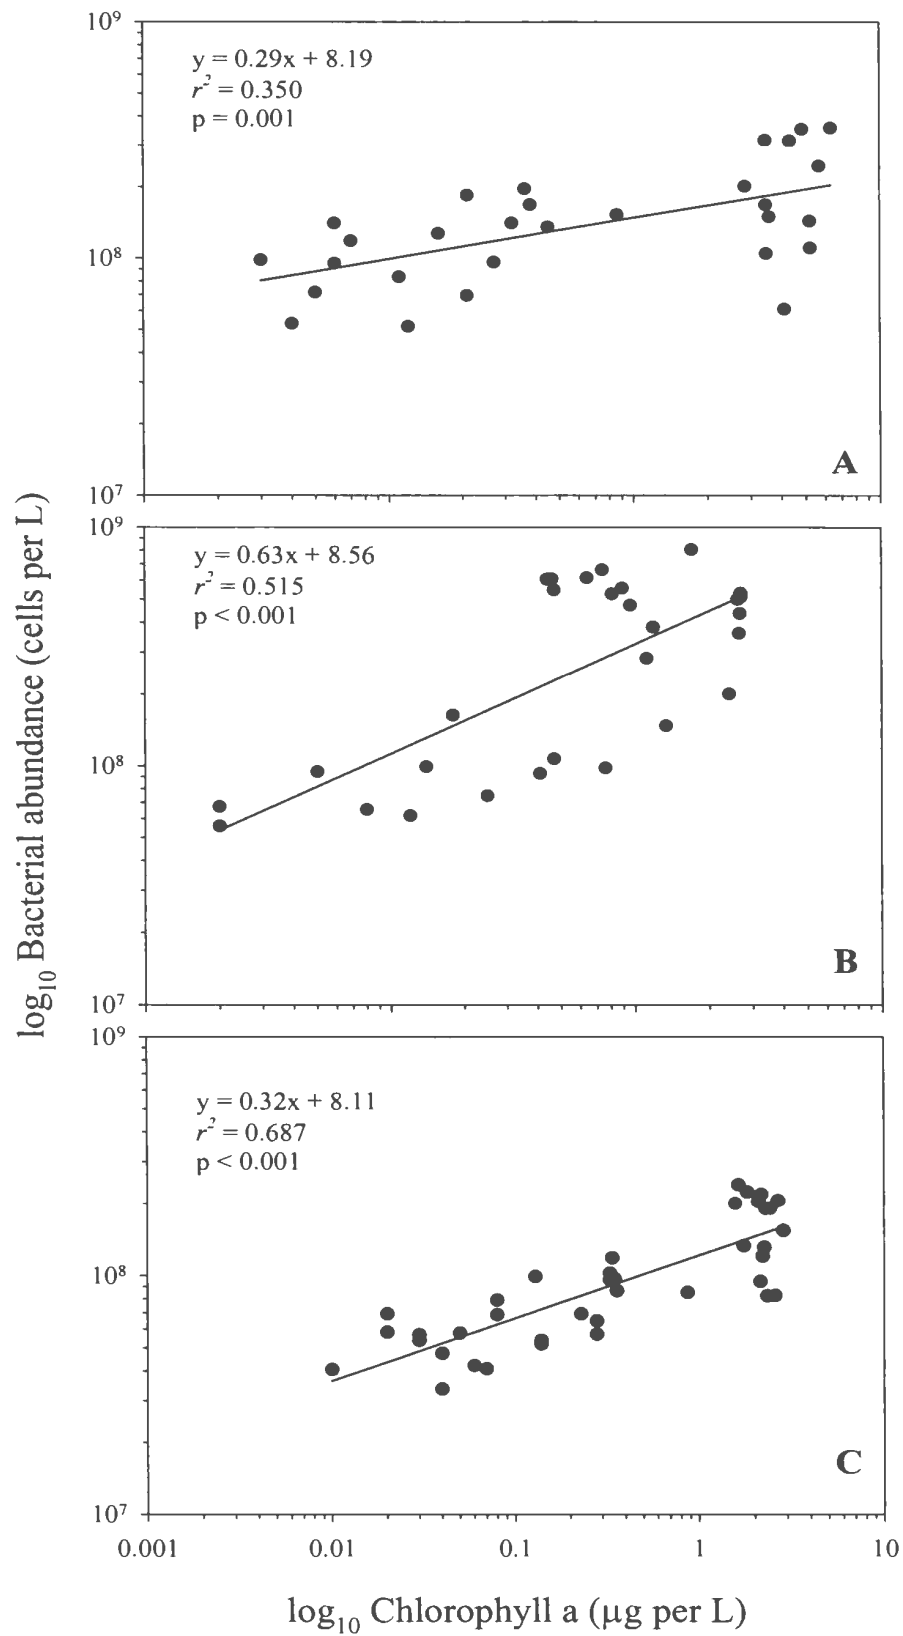 10⁹
y = 0.29x + 8.19
r² = 0.350
p = 0.001
10⁸
A
10⁷
10⁹
y = 0.63x + 8.56
r² = 0.515
p < 0.001
10⁸
B
10⁷
log₁₀ Bacterial abundance (cells per L)
10⁹
y = 0.32x + 8.11
r² = 0.687
p < 0.001
10⁸
C
10⁷
0.001 0.01 0.1 1 10
log₁₀ Chlorophyll a (µg per L)